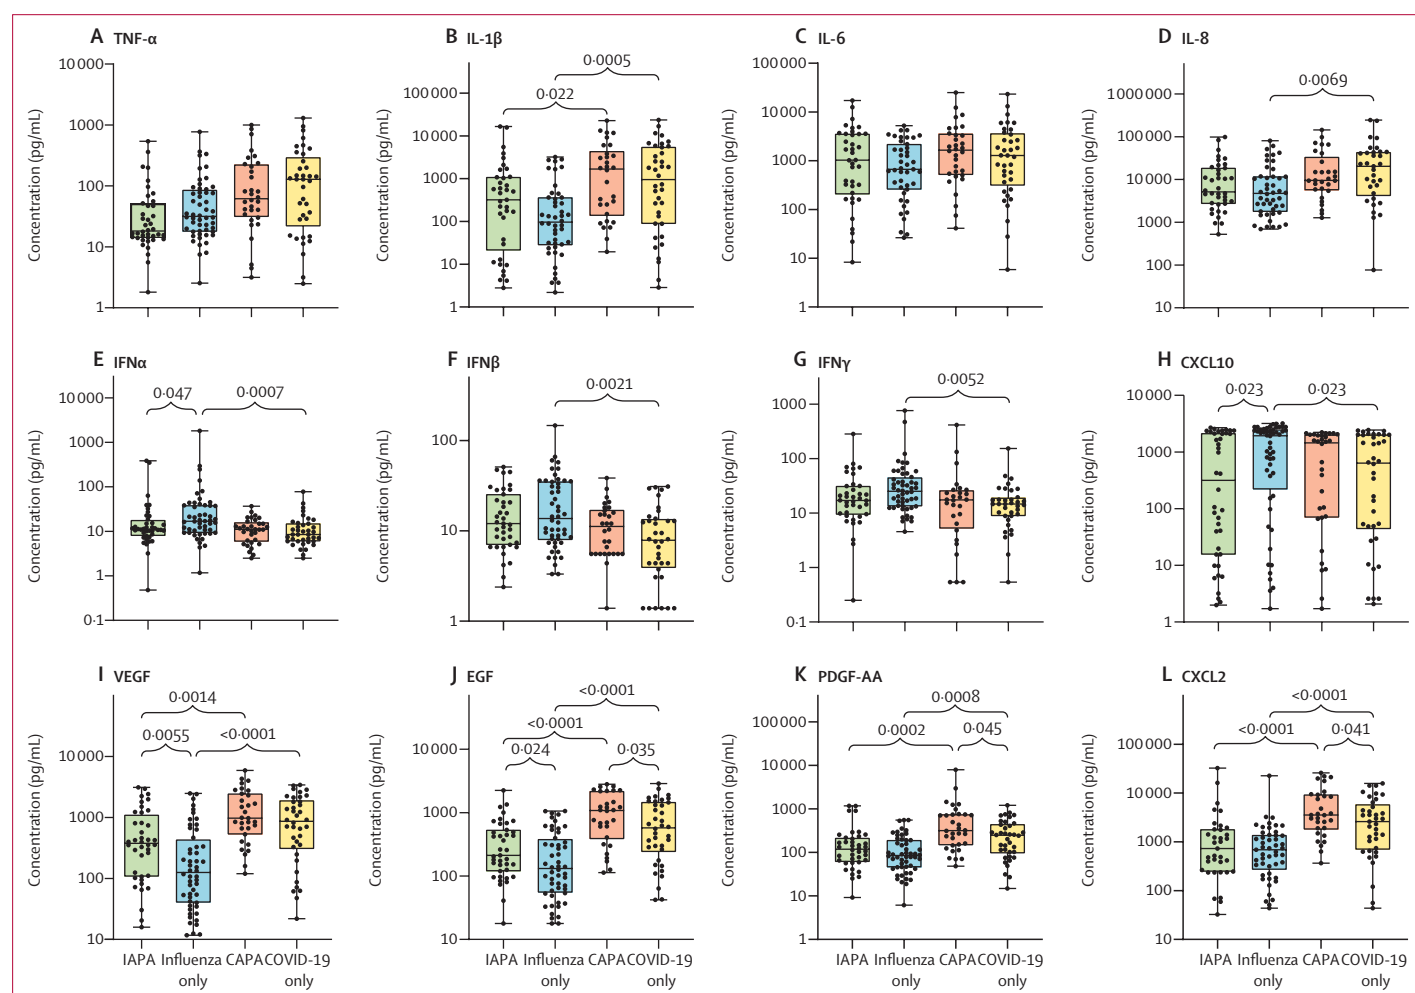 A TNF-α
Concentration (pg/mL)
10 000
1000
100
10
1
B IL-1β
Concentration (pg/mL)
0·0005
0·022
100 000
10 000
1000
100
10
1
C IL-6
Concentration (pg/mL)
100 000
10 000
1000
100
10
1
D IL-8
Concentration (pg/mL)
0·0069
1000 000
100 000
10 000
1000
100
10
E IFNα
Concentration (pg/mL)
0·047
0·0007
10 000
1000
100
10
1
0·1
F IFNβ
Concentration (pg/mL)
0·0021
100
10
1
G IFNγ
Concentration (pg/mL)
0·0052
1000
100
10
1
0·1
H CXCL10
Concentration (pg/mL)
0·023
0·023
10 000
1000
100
10
1
I VEGF
Concentration (pg/mL)
0·0014
0·0055
<0·0001
10 000
1000
100
10
IAPA Influenza only CAPA COVID-19 only
J EGF
Concentration (pg/mL)
<0·0001
<0·0001
0·024
0·035
10 000
1000
100
10
IAPA Influenza only CAPA COVID-19 only
K PDGF-AA
Concentration (pg/mL)
0·0008
0·0002
0·045
100 000
10 000
1000
100
10
1
IAPA Influenza only CAPA COVID-19 only
L CXCL2
Concentration (pg/mL)
<0·0001
<0·0001
0·041
100 000
10 000
1000
100
10
IAPA Influenza only CAPA COVID-19 only